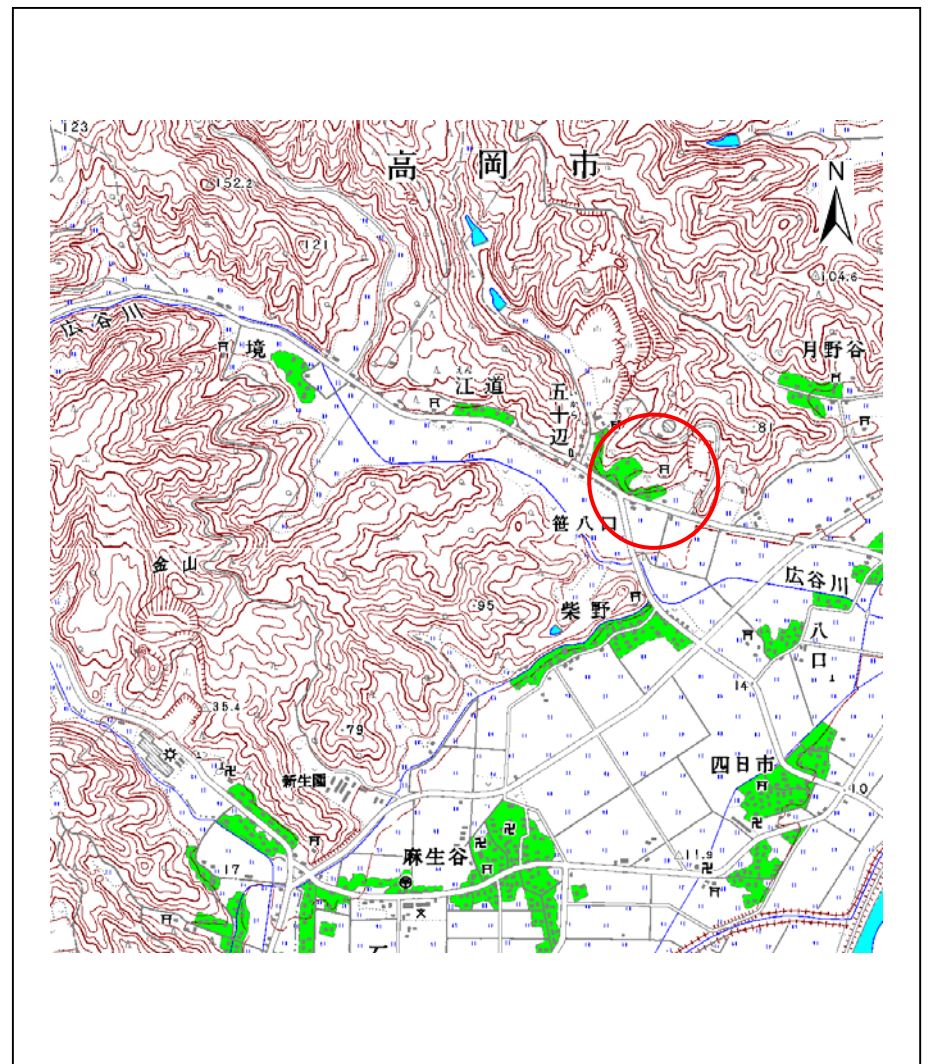 123
高岡市
N
152.2
121
104.6
広谷川
境
月野谷
江道
五十辺
81
笹八口
金山
広谷川
95
柴野
八口
14
35.4
79
四日市
新生園
10
麻生谷
11.9
17
石